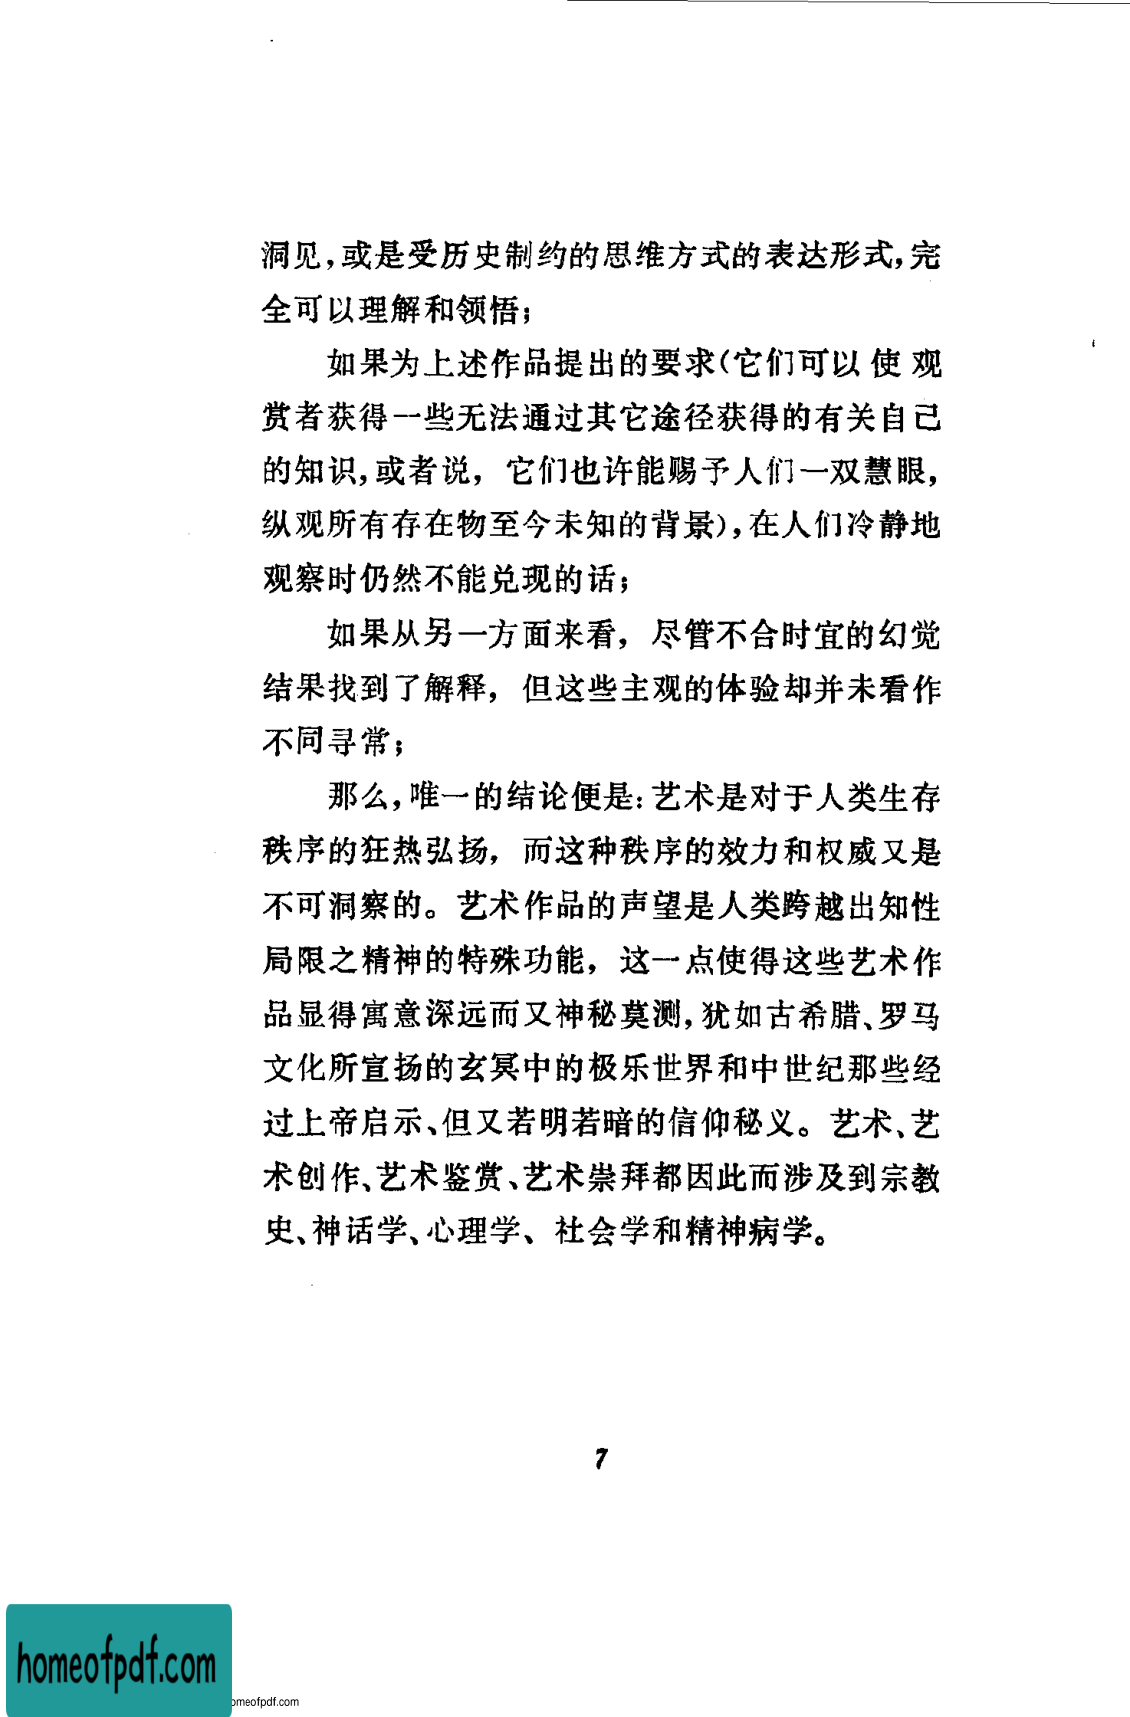 洞见，或是受历史制约的思维方式的表达形式，完
全可以理解和领悟；
如果为上述作品提出的要求（它们可以使观
赏者获得一些无法通过其它途径获得的有关自己
的知识，或者说，它们也许能赐予人们一双慧眼，
纵观所有存在物至今未知的背景），在人们冷静地
观察时仍然不能兑现的话；
如果从另一方面来看，尽管不合时宜的幻觉
结果找到了解释，但这些主观的体验却并未看作
不同寻常；
那么，唯一的结论便是：艺术是对于人类生存
秩序的狂热弘扬，而这种秩序的效力和权威又是
不可洞察的。艺术作品的声望是人类跨越出知性
局限之精神的特殊功能，这一点使得这些艺术作
品显得寓意深远而又神秘莫测，犹如古希腊、罗马
文化所宣扬的玄冥中的极乐世界和中世纪那些经
过上帝启示、但又若明若暗的信仰秘义。艺术、艺
术创作、艺术鉴赏、艺术崇拜都因此而涉及到宗教
史、神话学、心理学、社会学和精神病学。
7
homeofpdf.com
omeofpdf.com